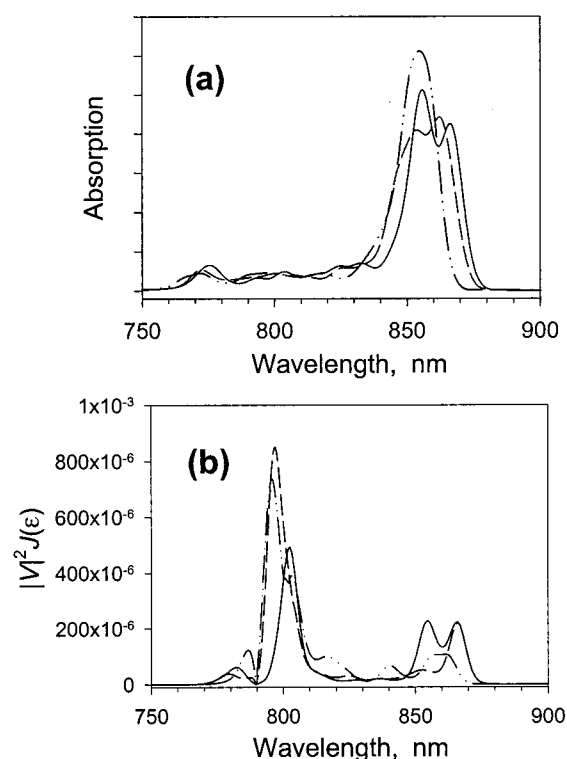 (a)
Absorption
750 800 850 900
Wavelength, nm
1x10⁻³
800x10⁻⁶
600x10⁻⁶
400x10⁻⁶
200x10⁻⁶
0
(b)
|V|²J(ε)
750 800 850 900
Wavelength, nm